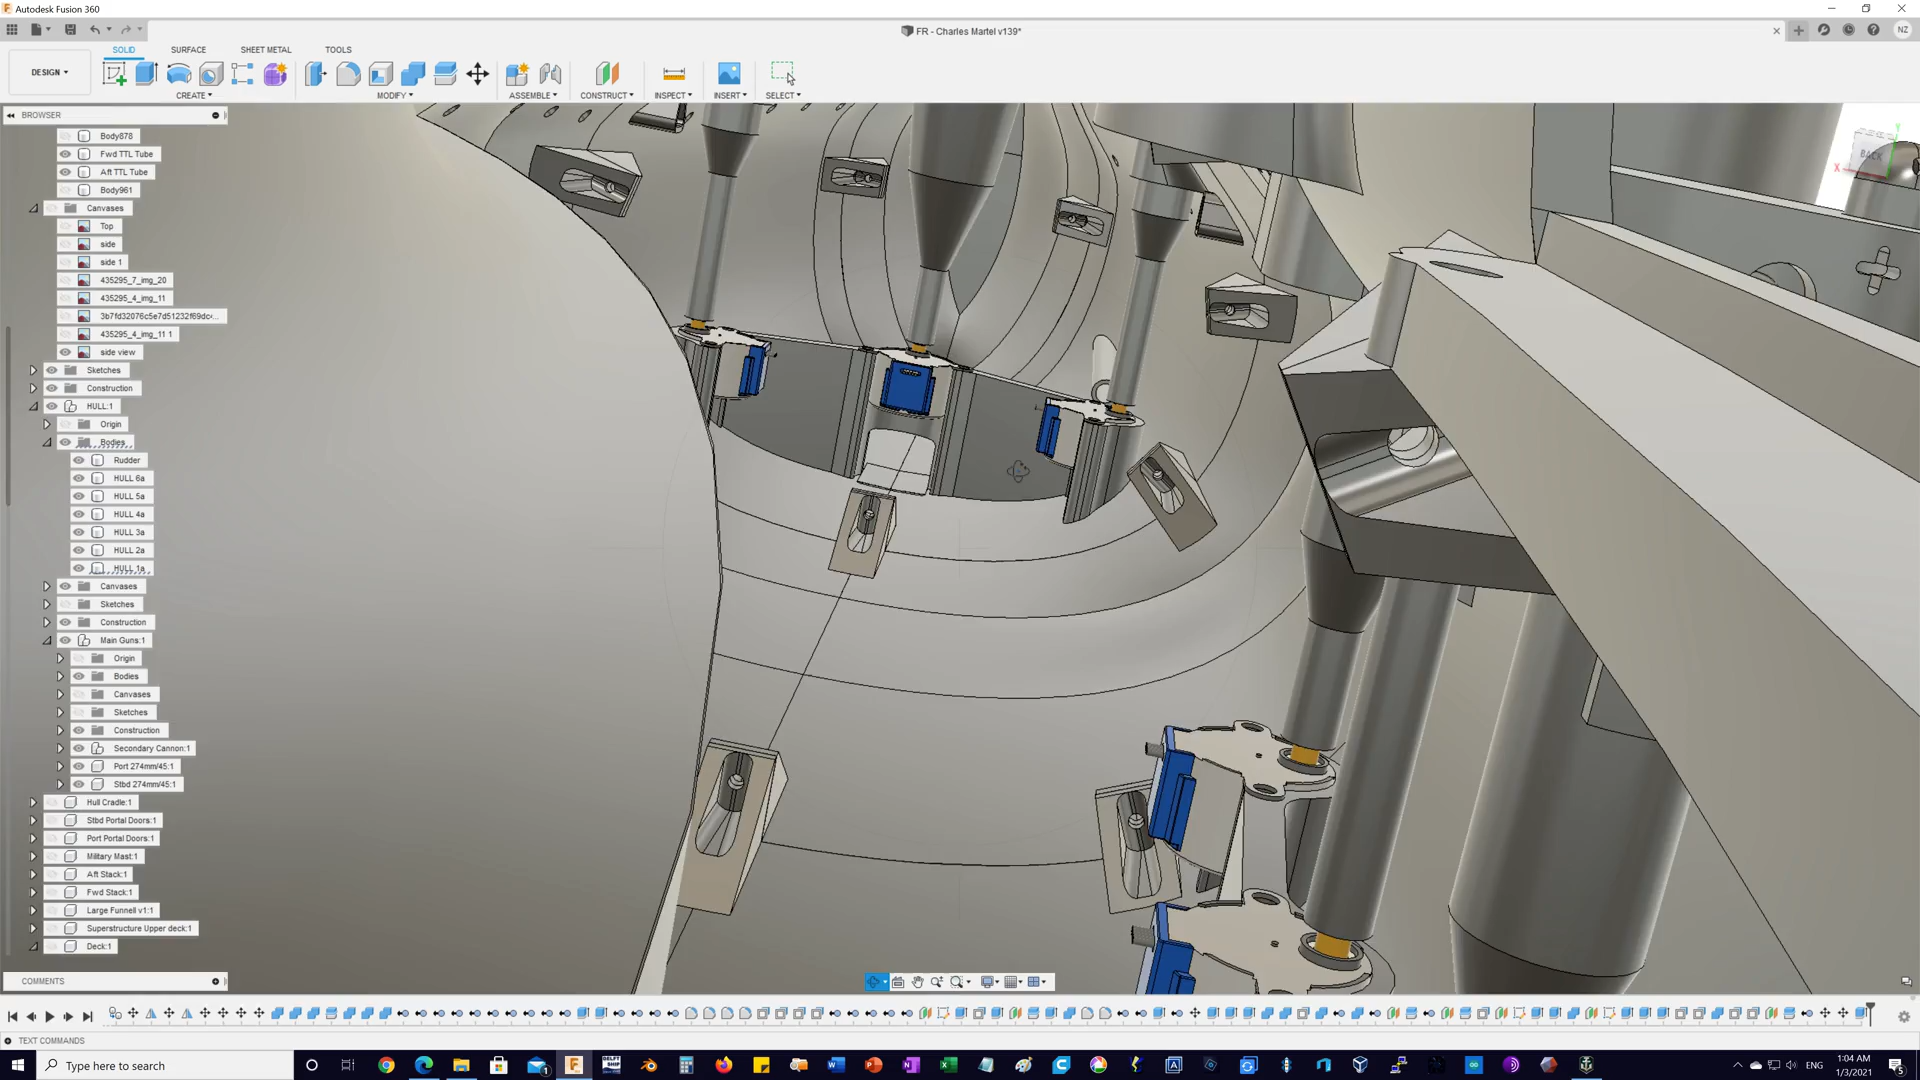 Autodesk Fusion 360
FR - Charles Martel v139*
NZ
SOLID
SURFACE
SHEET METAL
TOOLS
DESIGN
CREATE
MODIFY
ASSEMBLE
CONSTRUCT
INSPECT
INSERT
SELECT
BROWSER
Body878
Fwd TTL Tube
Aft TTL Tube
Body961
Canvases
Top
side
side 1
435295_7_img_20
435295_4_img_11
3b7fd32076c5e7d51232f69dc‹...
435295_4_img_11 1
side view
Sketches
Construction
HULL:1
Origin
Bodies
Rudder
HULL 6a
HULL 5a
HULL 4a
HULL 3a
HULL 2a
HULL 1a
Canvases
Sketches
Construction
Main Guns:1
Origin
Bodies
Canvases
Sketches
Construction
Secondary Cannon:1
Port 274mm/45:1
Stbd 274mm/45:1
Hull Cradle:1
Stbd Portal Doors:1
Port Portal Doors:1
Military Mast:1
Aft Stack:1
Fwd Stack:1
Large Funnell v1:1
Superstructure Upper deck:1
Deck:1
BACK
X
Y
COMMENTS
TEXT COMMANDS
Type here to search
ENG
1:04 AM
1/3/2021